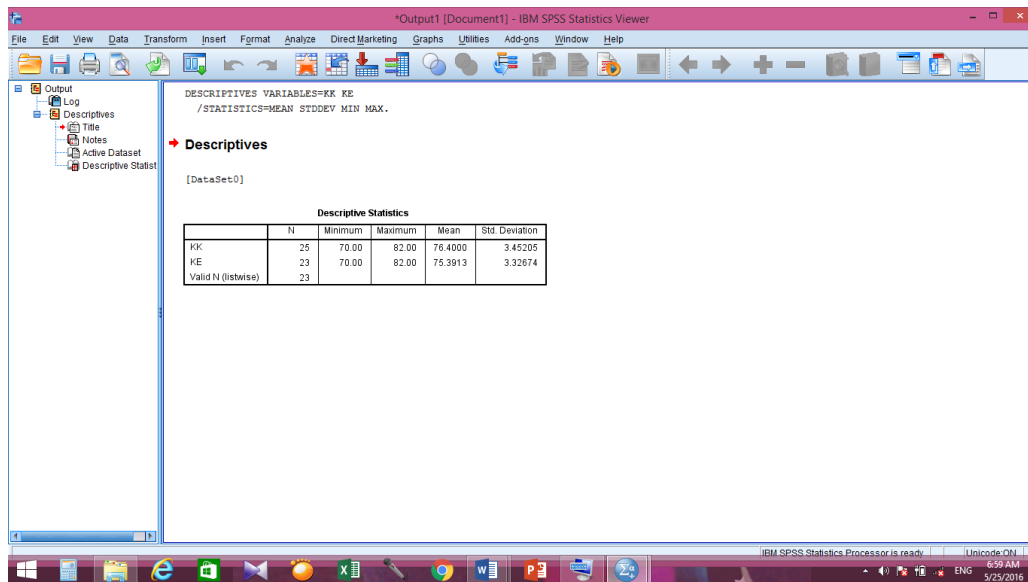 *Output1 [Document1] - IBM SPSS Statistics Viewer
File Edit View Data Transform Insert Format Analyze Direct Marketing Graphs Utilities Add-ons Window Help
Output
Log
Descriptives
Title
Notes
Active Dataset
Descriptive Statist
DESCRIPTIVES VARIABLES=KK KE
/STATISTICS=MEAN STDDEV MIN MAX.
Descriptives
[DataSet0]
Descriptive Statistics
N Minimum Maximum Mean Std. Deviation
KK 25 70.00 82.00 76.4000 3.45205
KE 23 70.00 82.00 75.3913 3.32674
Valid N (listwise) 23
IBM SPSS Statistics Processor is ready Unicode:ON
ENG 6:59 AM
5/25/2016